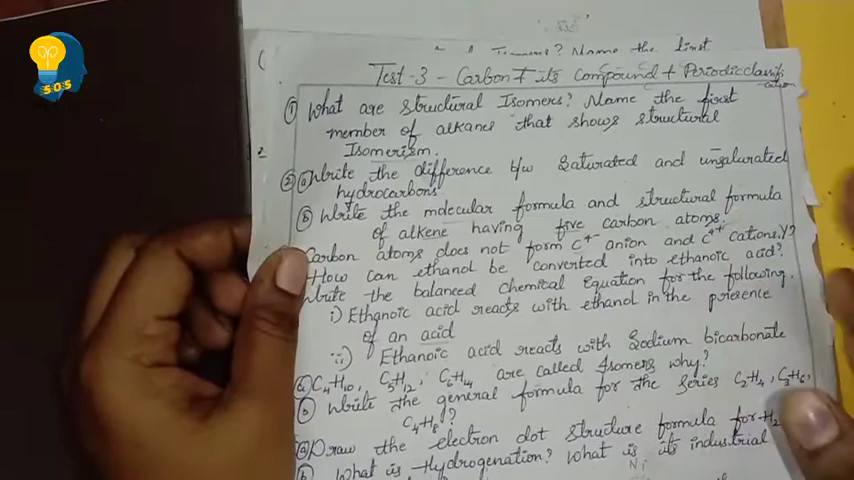 505
Name the first
Test-3 - Carbon & its Compound + Periodic classification
① What are structural Isomers? Name the first
member of alkanes that shows structural
Isomerism.
② ⓐ Write the difference b/w Saturated and unsaturated
hydrocarbons
ⓑ Write the molecular formula and structural formula
of alkene having five carbon atoms.
Carbon atoms does not form C⁴⁻ anion and C⁴⁺ cations. Y?
How can ethanol be converted into ethanoic acid?
Write the balanced chemical Equation for the following.
i) Ethanoic acid reacts with ethanol in the presence
of an acid
ii) Ethanoic acid reacts with Sodium bicarbonate
ⓐ C₄H₁₀, C₅H₁₂, C₆H₁₄ are called Isomers why?
ⓑ Write the general formula for the series C₂H₄, C₃H₆,
C₄H₈?
ⓐ Draw the electron dot structure formula for H₂
ⓑ What is Hydrogenation? What is its industrial
Ni